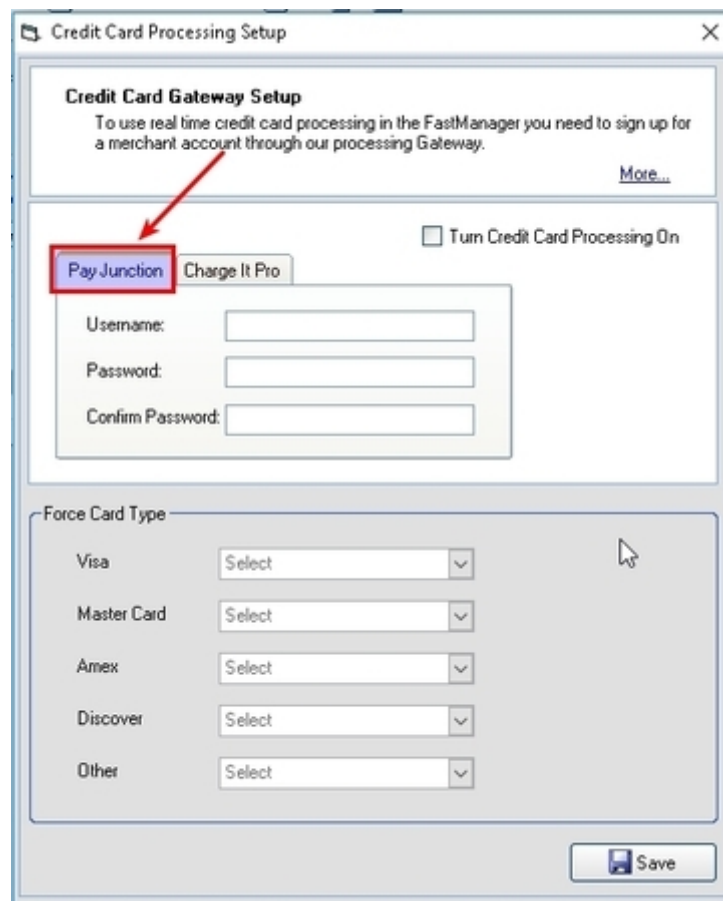 Credit Card Processing Setup
Credit Card Gateway Setup
To use real time credit card processing in the FastManager you need to sign up for
a merchant account through our processing Gateway.
More...
Turn Credit Card Processing On
Pay Junction Charge It Pro
Username:
Password:
Confirm Password:
Force Card Type
Visa Select
Master Card Select
Amex Select
Discover Select
Other Select
Save